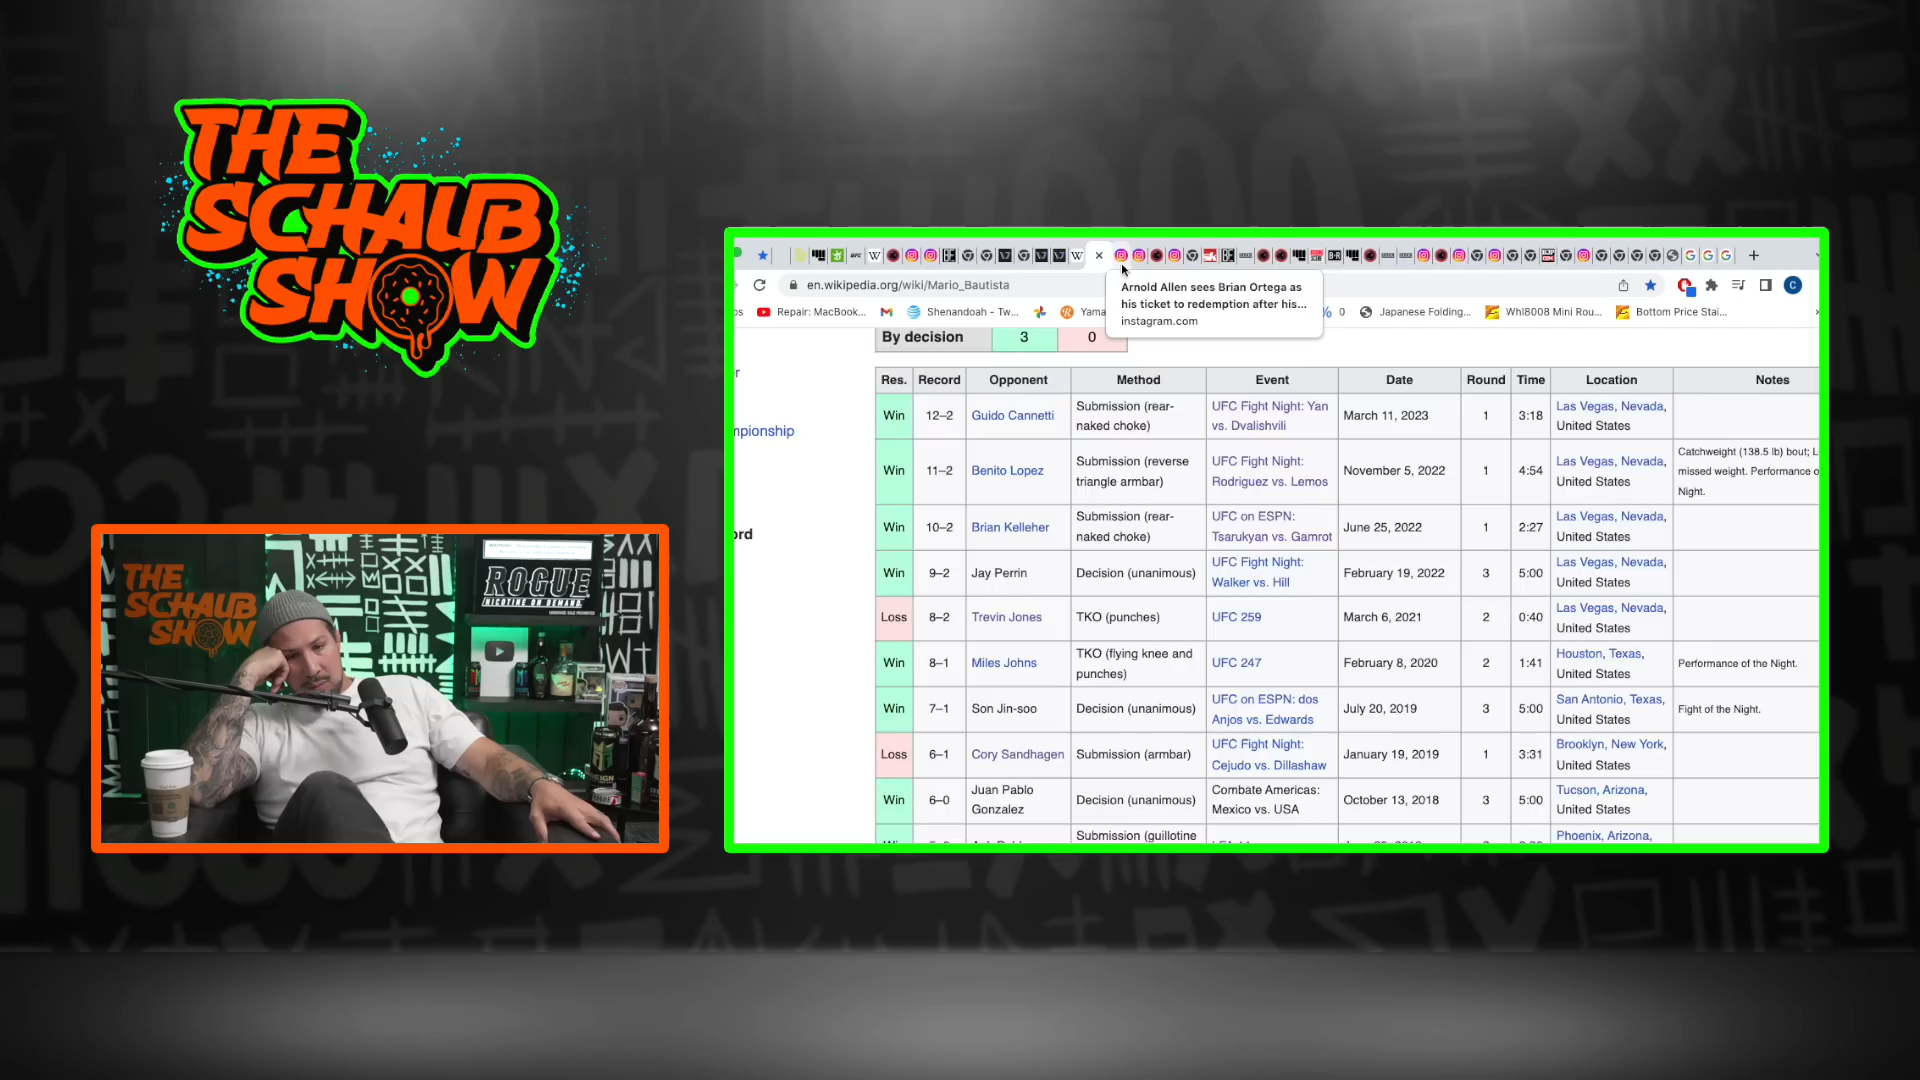 THE
SCHAUB
SHOW
en.wikipedia.org/wiki/Mario_Bautista
Arnold Allen sees Brian Ortega as
his ticket to redemption after his...
instagram.com
Repair: MacBook...
Shenandoah - Tw...
Yama
% 0
Japanese Folding...
Whl8008 Mini Rou...
Bottom Price Stai...
By decision 3 0
Res. Record Opponent Method Event Date Round Time Location Notes
Win 12–2 Guido Cannetti Submission (rear-naked choke) UFC Fight Night: Yan vs. Dvalishvili March 11, 2023 1 3:18 Las Vegas, Nevada, United States
Win 11–2 Benito Lopez Submission (reverse triangle armbar) UFC Fight Night: Rodriguez vs. Lemos November 5, 2022 1 4:54 Las Vegas, Nevada, United States Catchweight (138.5 lb) bout; L missed weight. Performance o Night.
Win 10–2 Brian Kelleher Submission (rear-naked choke) UFC on ESPN: Tsarukyan vs. Gamrot June 25, 2022 1 2:27 Las Vegas, Nevada, United States
Win 9–2 Jay Perrin Decision (unanimous) UFC Fight Night: Walker vs. Hill February 19, 2022 3 5:00 Las Vegas, Nevada, United States
Loss 8–2 Trevin Jones TKO (punches) UFC 259 March 6, 2021 2 0:40 Las Vegas, Nevada, United States
Win 8–1 Miles Johns TKO (flying knee and punches) UFC 247 February 8, 2020 2 1:41 Houston, Texas, United States Performance of the Night.
Win 7–1 Son Jin-soo Decision (unanimous) UFC on ESPN: dos Anjos vs. Edwards July 20, 2019 3 5:00 San Antonio, Texas, United States Fight of the Night.
Loss 6–1 Cory Sandhagen Submission (armbar) UFC Fight Night: Cejudo vs. Dillashaw January 19, 2019 1 3:31 Brooklyn, New York, United States
Win 6–0 Juan Pablo Gonzalez Decision (unanimous) Combate Americas: Mexico vs. USA October 13, 2018 3 5:00 Tucson, Arizona, United States
Submission (guillotine Phoenix, Arizona,
er
mpionship
ord
THE
SCHAUB
SHOW
ROGUE
NICOTINE ON DEMAND